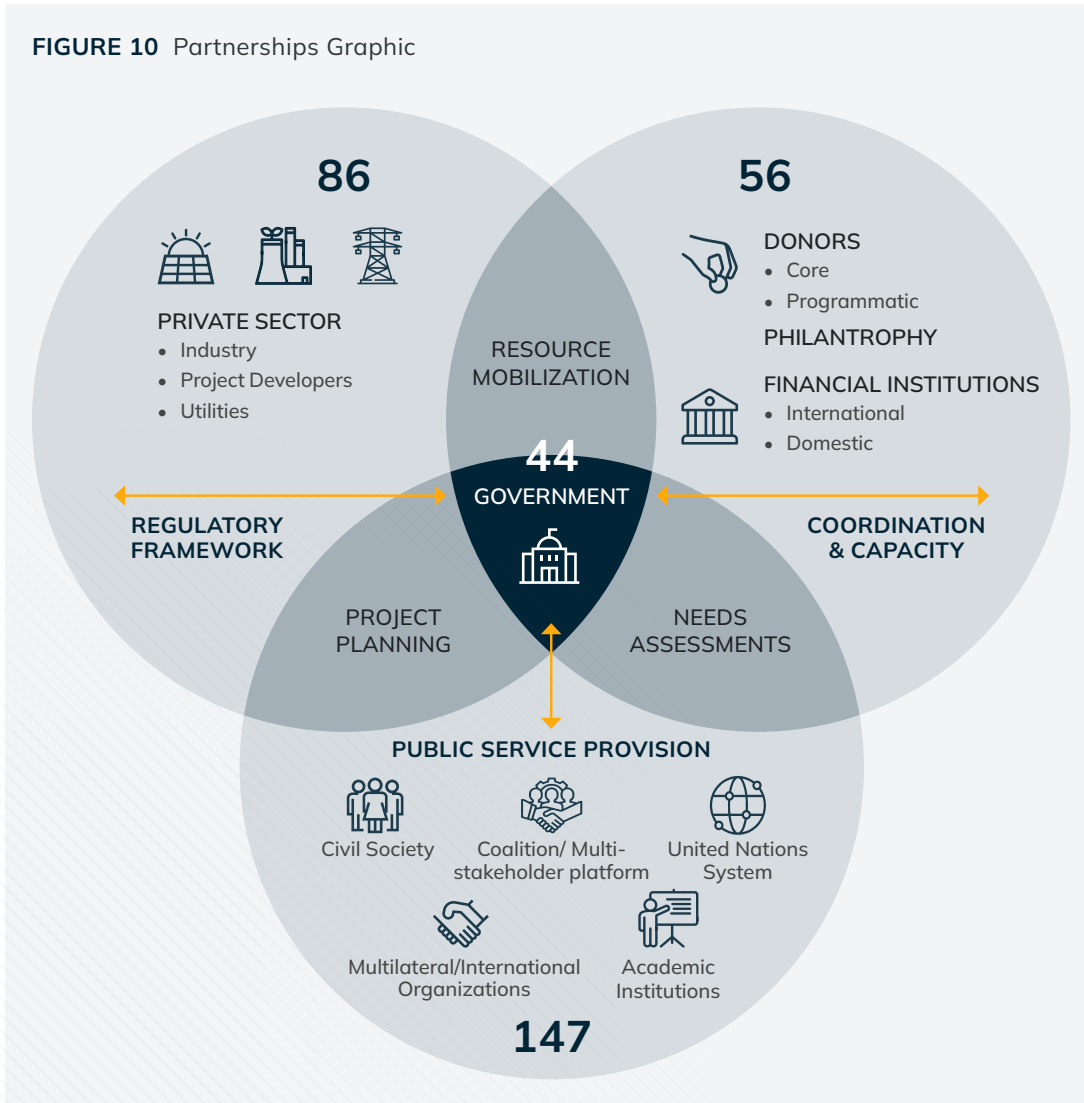 FIGURE 10 Partnerships Graphic
86
PRIVATE SECTOR
• Industry
• Project Developers
• Utilities
56
DONORS
• Core
• Programmatic
PHILANTROPHY
FINANCIAL INSTITUTIONS
• International
• Domestic
RESOURCE
MOBILIZATION
44
GOVERNMENT
REGULATORY
FRAMEWORK
COORDINATION
& CAPACITY
PROJECT
PLANNING
NEEDS
ASSESSMENTS
PUBLIC SERVICE PROVISION
Civil Society
Coalition/ Multi-
stakeholder platform
United Nations
System
Multilateral/International
Organizations
Academic
Institutions
147